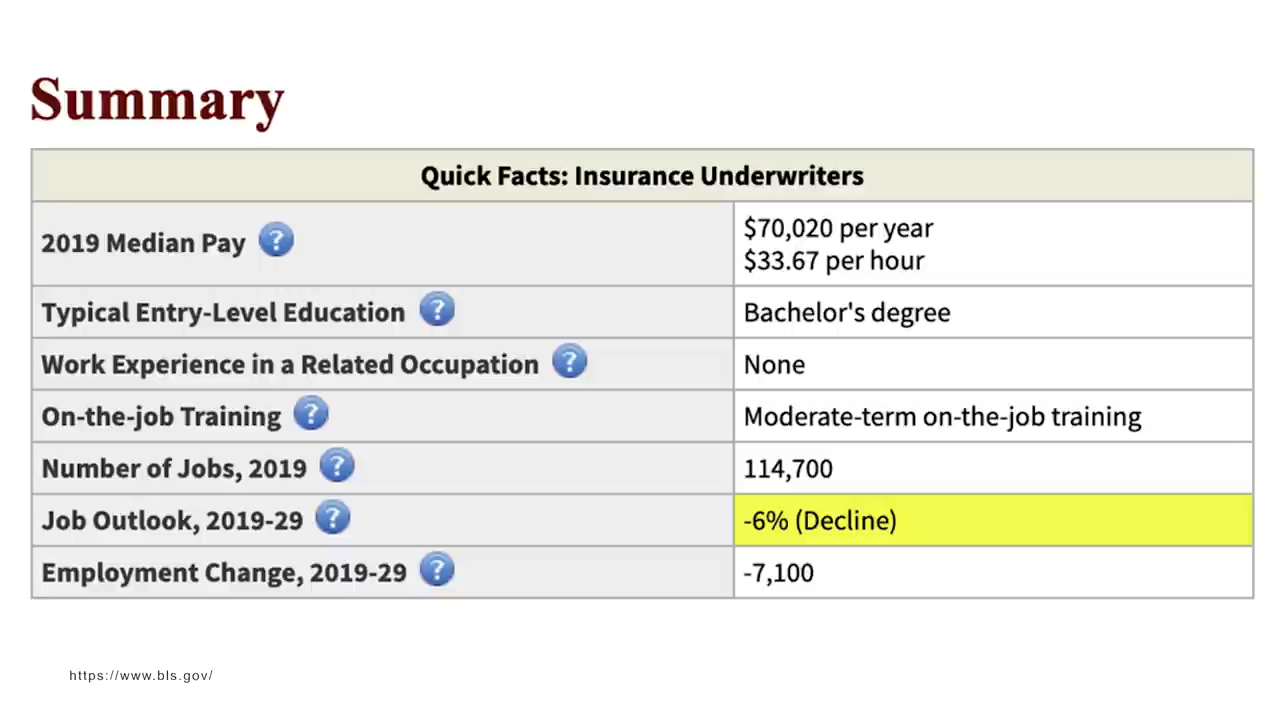 Summary
Quick Facts: Insurance Underwriters
2019 Median Pay ?
$70,020 per year
$33.67 per hour
Typical Entry-Level Education ?
Bachelor's degree
Work Experience in a Related Occupation ?
None
On-the-job Training ?
Moderate-term on-the-job training
Number of Jobs, 2019 ?
114,700
Job Outlook, 2019-29 ?
-6% (Decline)
Employment Change, 2019-29 ?
-7,100
https://www.bls.gov/